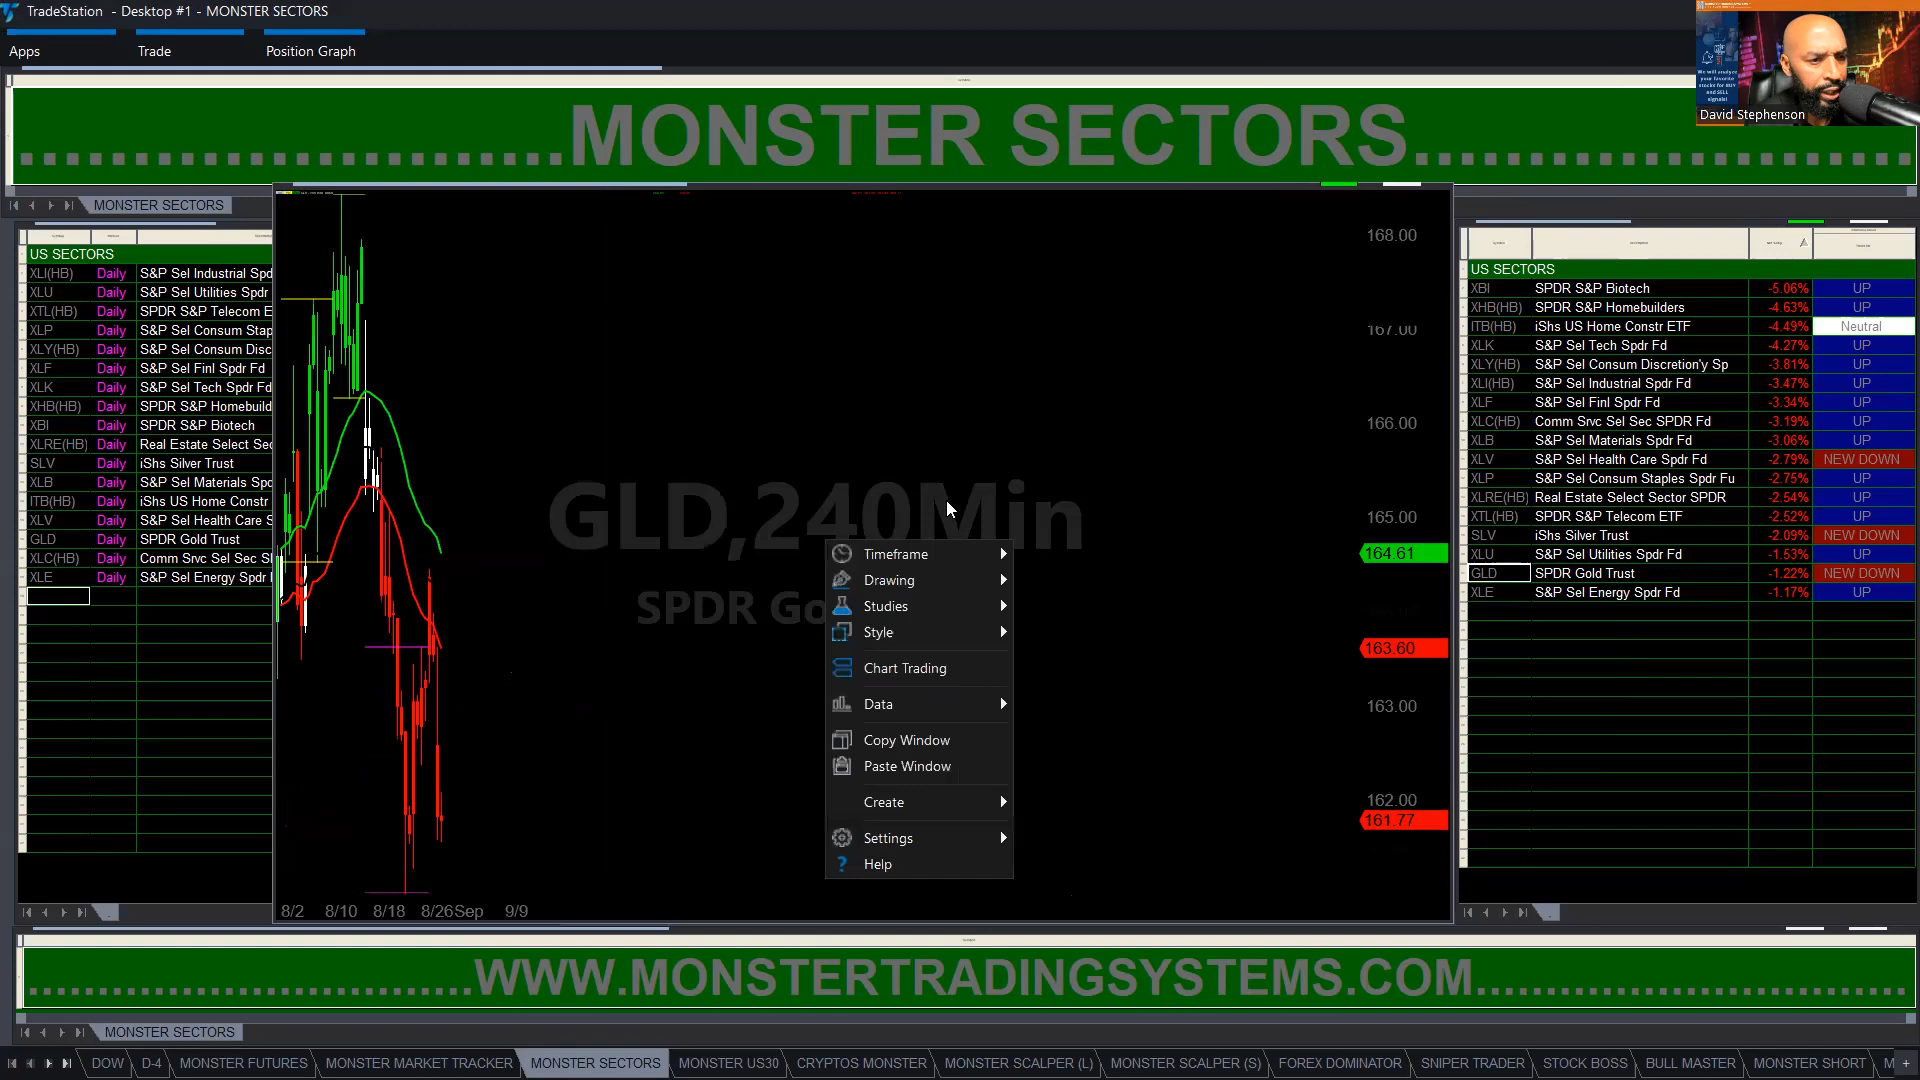 TradeStation - Desktop #1 - MONSTER SECTORS
Apps
Trade
Position Graph
We will analyze
your favorite
stocks for BUY
and SELL
signals!
David Stephenson
MONSTER SECTORS
MONSTER SECTORS
US SECTORS
XLI(HB) Daily S&P Sel Industrial Spd
XLU Daily S&P Sel Utilities Spdr
XTL(HB) Daily SPDR S&P Telecom E
XLP Daily S&P Sel Consum Stap
XLY(HB) Daily S&P Sel Consum Disc
XLF Daily S&P Sel Finl Spdr Fd
XLK Daily S&P Sel Tech Spdr Fd
XHB(HB) Daily SPDR S&P Homebuild
XBI Daily SPDR S&P Biotech
XLRE(HB) Daily Real Estate Select Sec
SLV Daily iShs Silver Trust
XLB Daily S&P Sel Materials Spd
ITB(HB) Daily iShs US Home Constr
XLV Daily S&P Sel Health Care S
GLD Daily SPDR Gold Trust
XLC(HB) Daily Comm Srvc Sel Sec S
XLE Daily S&P Sel Energy Spdr
GLD,240Min
SPDR Go
168.00
167.00
166.00
165.00
164.61
163.60
163.00
162.00
161.77
8/2 8/10 8/18 8/26Sep 9/9
Timeframe
Drawing
Studies
Style
Chart Trading
Data
Copy Window
Paste Window
Create
Settings
? Help
US SECTORS
XBI SPDR S&P Biotech -5.06% UP
XHB(HB) SPDR S&P Homebuilders -4.63% UP
ITB(HB) iShs US Home Constr ETF -4.49% Neutral
XLK S&P Sel Tech Spdr Fd -4.27% UP
XLY(HB) S&P Sel Consum Discretion'y Sp -3.81% UP
XLI(HB) S&P Sel Industrial Spdr Fd -3.47% UP
XLF S&P Sel Finl Spdr Fd -3.34% UP
XLC(HB) Comm Srvc Sel Sec SPDR Fd -3.19% UP
XLB S&P Sel Materials Spdr Fd -3.06% UP
XLV S&P Sel Health Care Spdr Fd -2.79% NEW DOWN
XLP S&P Sel Consum Staples Spdr Fu -2.75% UP
XLRE(HB) Real Estate Select Sector SPDR -2.54% UP
XTL(HB) SPDR S&P Telecom ETF -2.52% UP
SLV iShs Silver Trust -2.09% NEW DOWN
XLU S&P Sel Utilities Spdr Fd -1.53% UP
GLD SPDR Gold Trust -1.22% NEW DOWN
XLE S&P Sel Energy Spdr Fd -1.17% UP
WWW.MONSTERTRADINGSYSTEMS.COM
MONSTER SECTORS
DOW D-4 MONSTER FUTURES MONSTER MARKET TRACKER MONSTER SECTORS MONSTER US30 CRYPTOS MONSTER MONSTER SCALPER (L) MONSTER SCALPER (S) FOREX DOMINATOR SNIPER TRADER STOCK BOSS BULL MASTER MONSTER SHORT M +